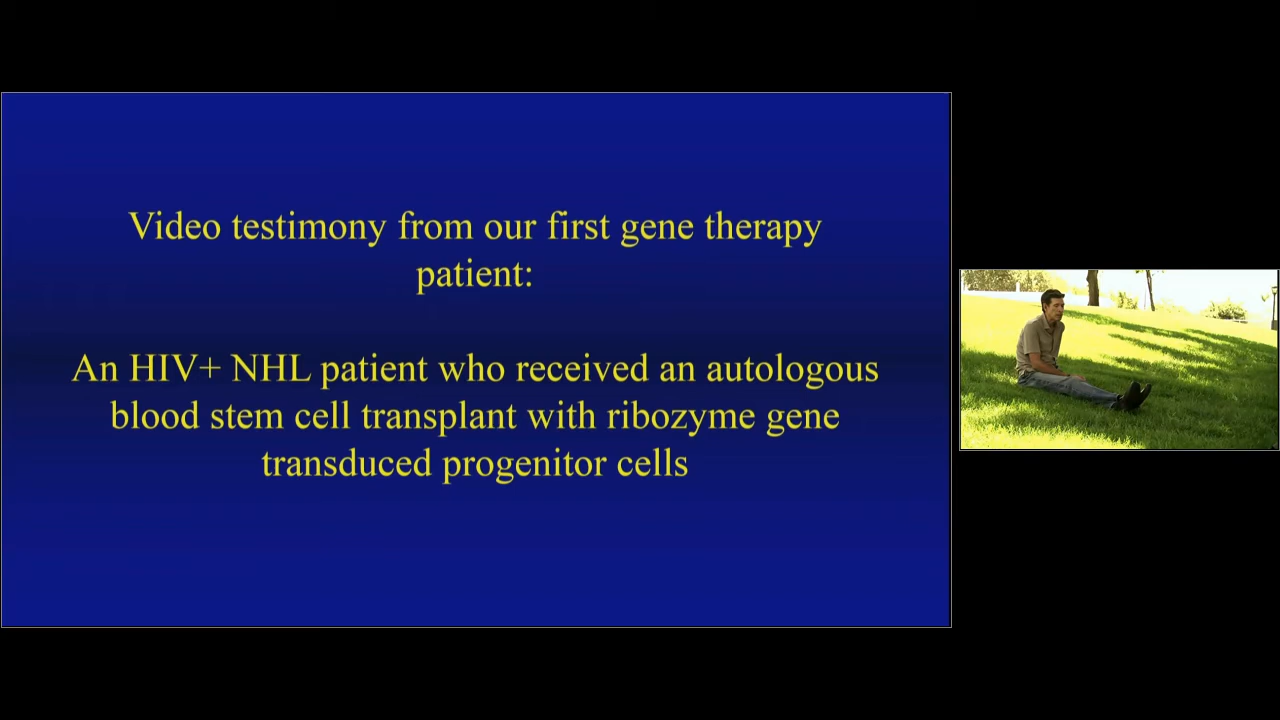 Video testimony from our first gene therapy
patient:
An HIV+ NHL patient who received an autologous
blood stem cell transplant with ribozyme gene
transduced progenitor cells